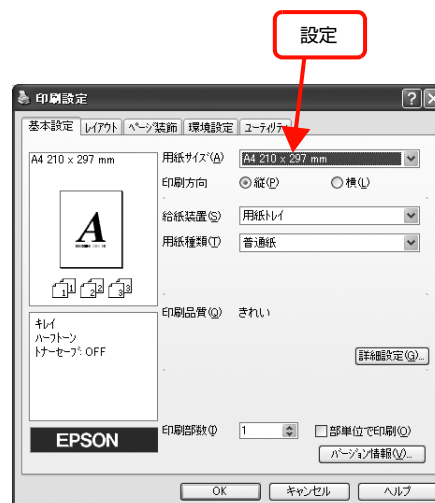 設定
印刷設定
基本設定 レイアウト ページ装飾 環境設定 ユーティリティ
A4 210 x 297 mm
用紙サイズ(A) A4 210 x 297 mm
印刷方向 縦(P) 横(L)
給紙装置(S) 用紙トレイ
用紙種類(T) 普通紙
A
1 1 2 2 3 3
印刷品質(Q) きれい
キレイ
ハーフトーン
トナーセーブ: OFF
詳細設定(G)...
印刷部数(I) 1 部単位で印刷(O)
EPSON
バージョン情報(V)...
OK キャンセル ヘルプ